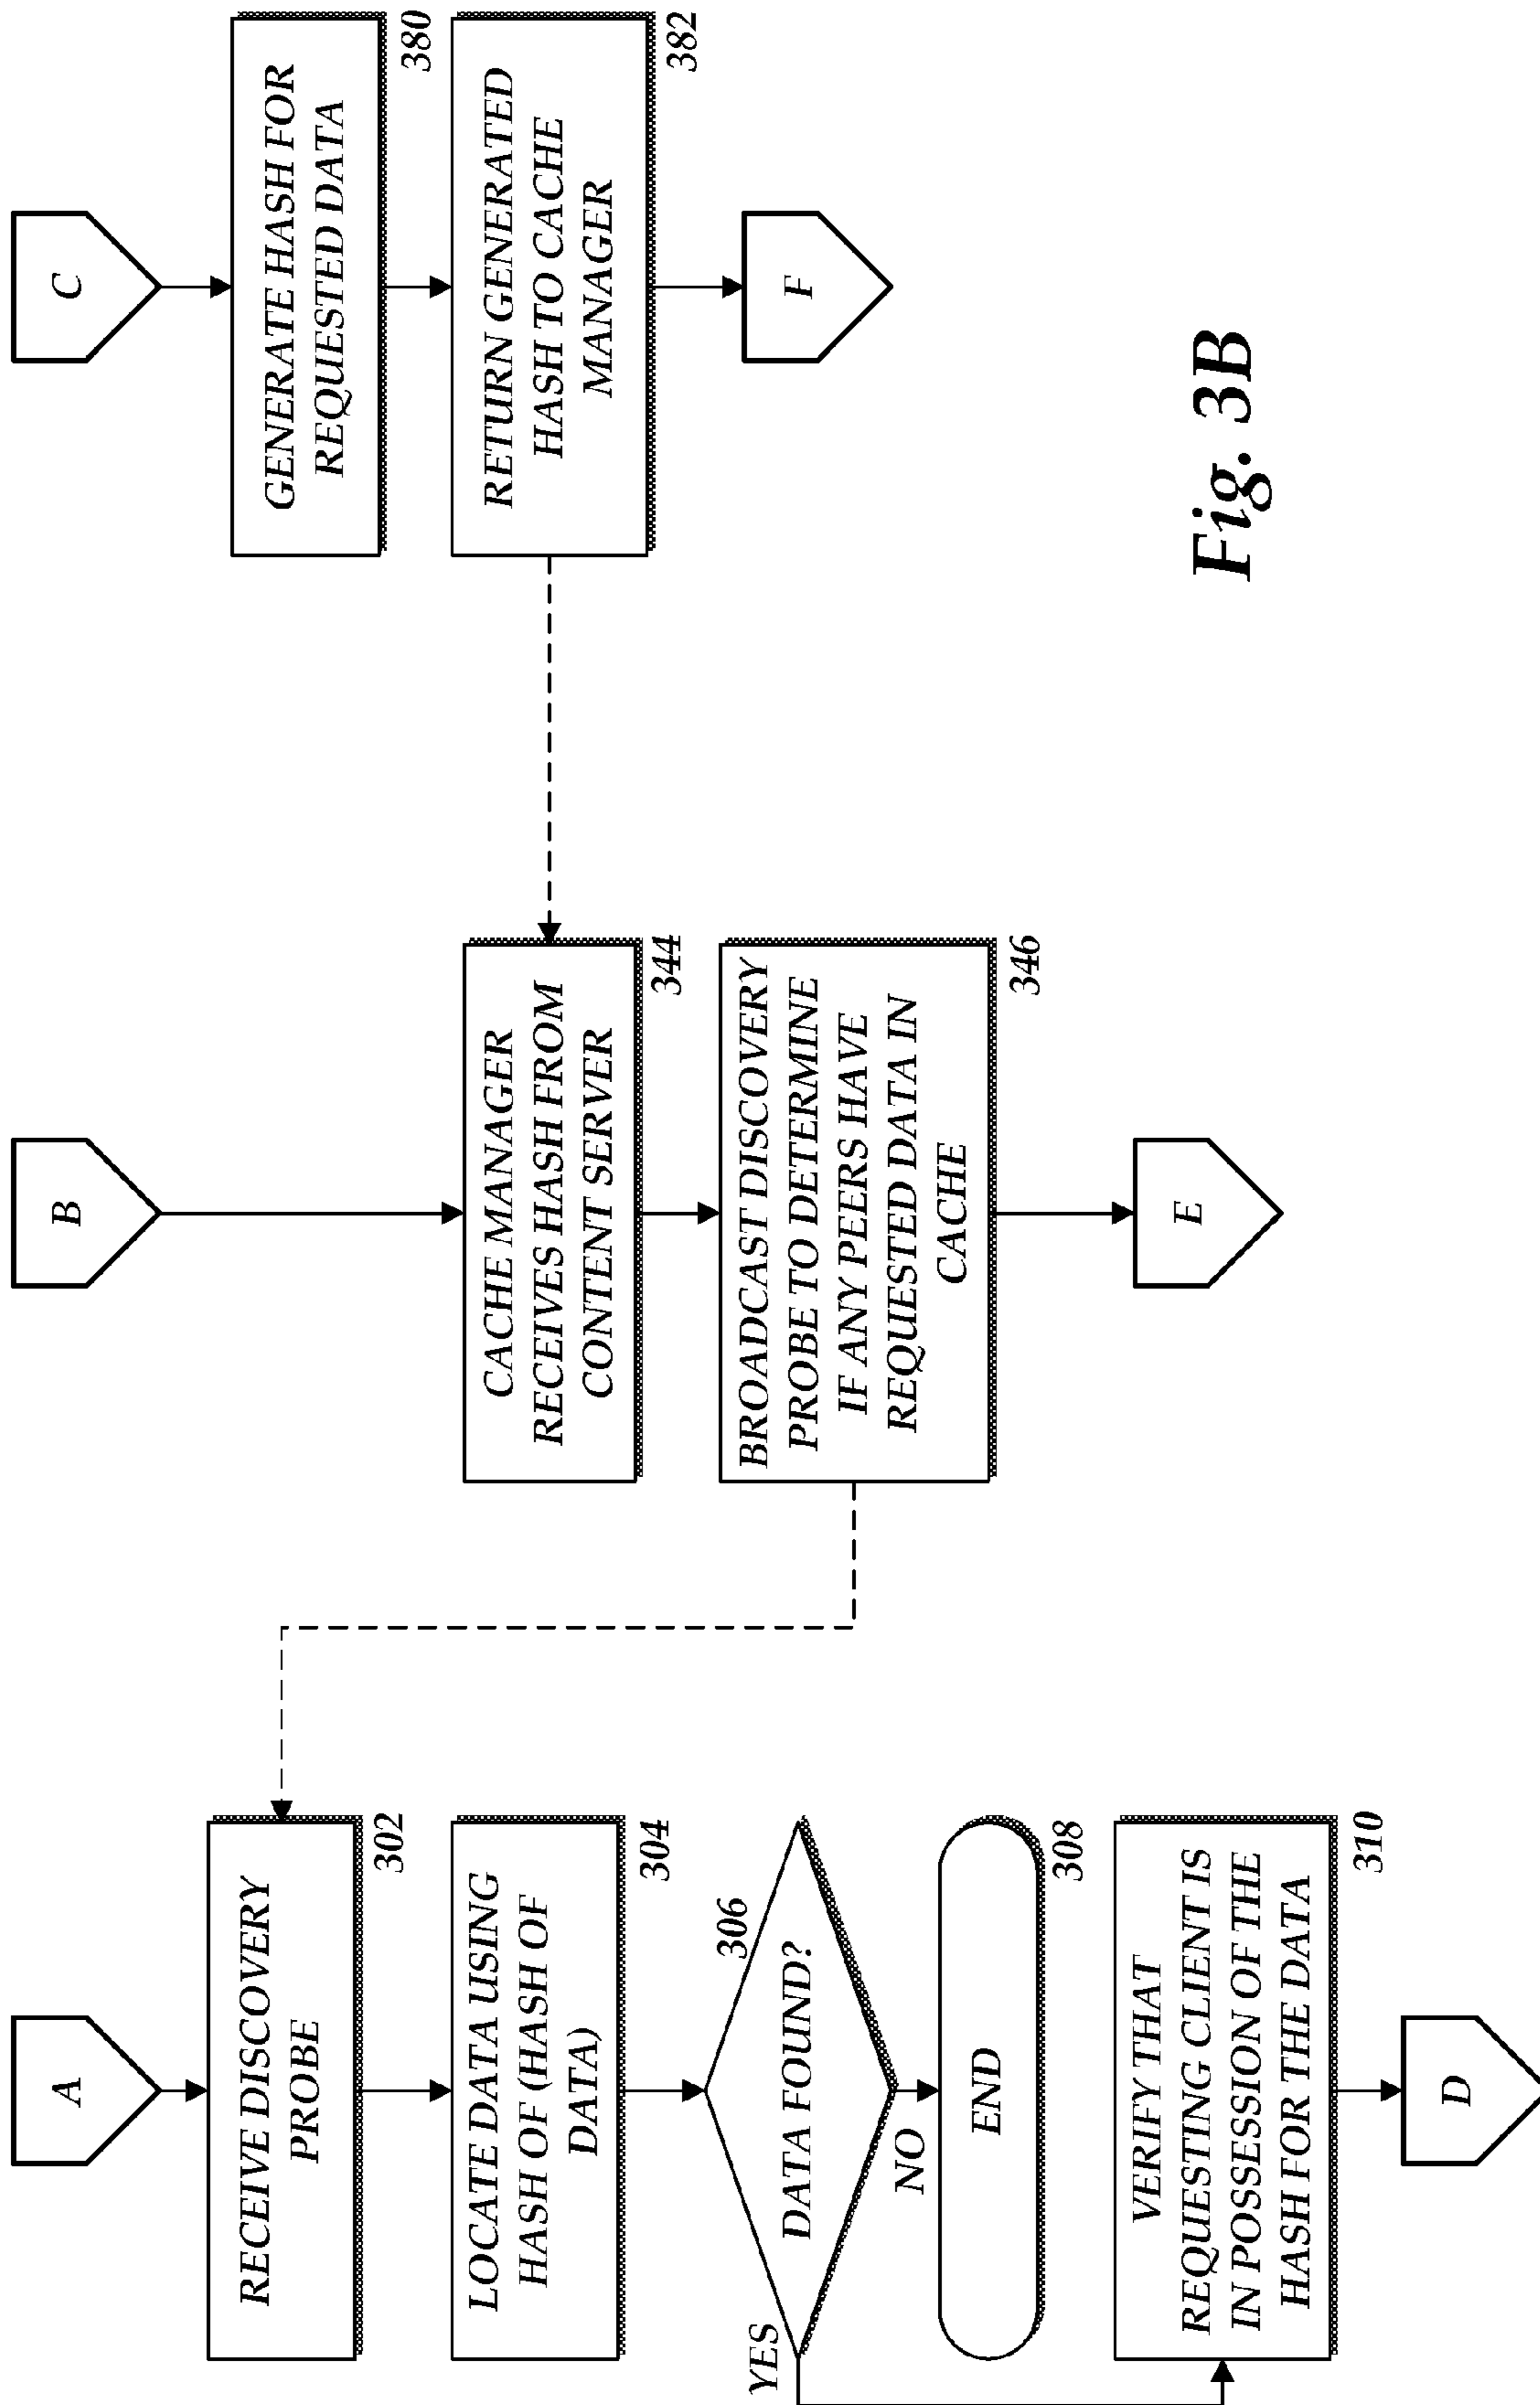 A
RECEIVE DISCOVERY
PROBE
302
LOCATE DATA USING
HASH OF (HASH OF
DATA)
304
306
DATA FOUND?
YES
NO
END
308
VERIFY THAT
REQUESTING CLIENT IS
IN POSSESSION OF THE
HASH FOR THE DATA
310
D
B
CACHE MANAGER
RECEIVES HASH FROM
CONTENT SERVER
344
BROADCAST DISCOVERY
PROBE TO DETERMINE
IF ANY PEERS HAVE
REQUESTED DATA IN
CACHE
346
E
C
GENERATE HASH FOR
REQUESTED DATA
380
RETURN GENERATED
HASH TO CACHE
MANAGER
382
F
Fig. 3B